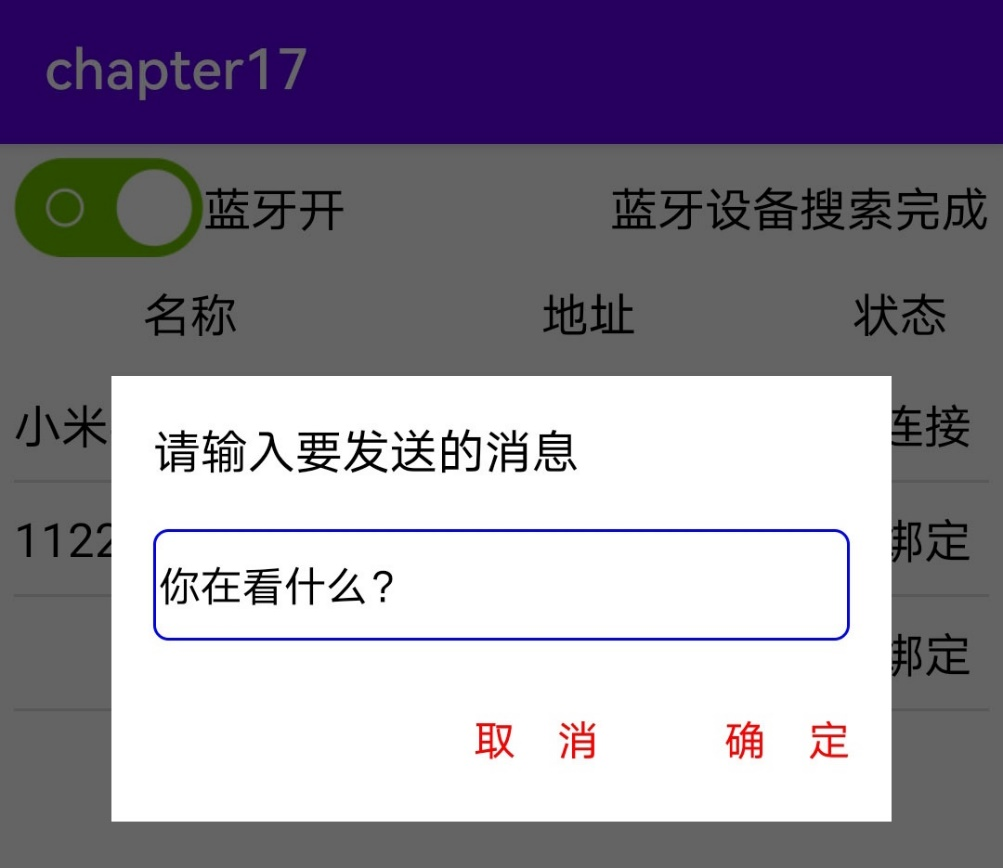 chapter17
蓝牙开 蓝牙设备搜索完成
名称 地址 状态
小米 连接
请输入要发送的消息
1122 绑定
你在看什么？
绑定
取 消 确 定